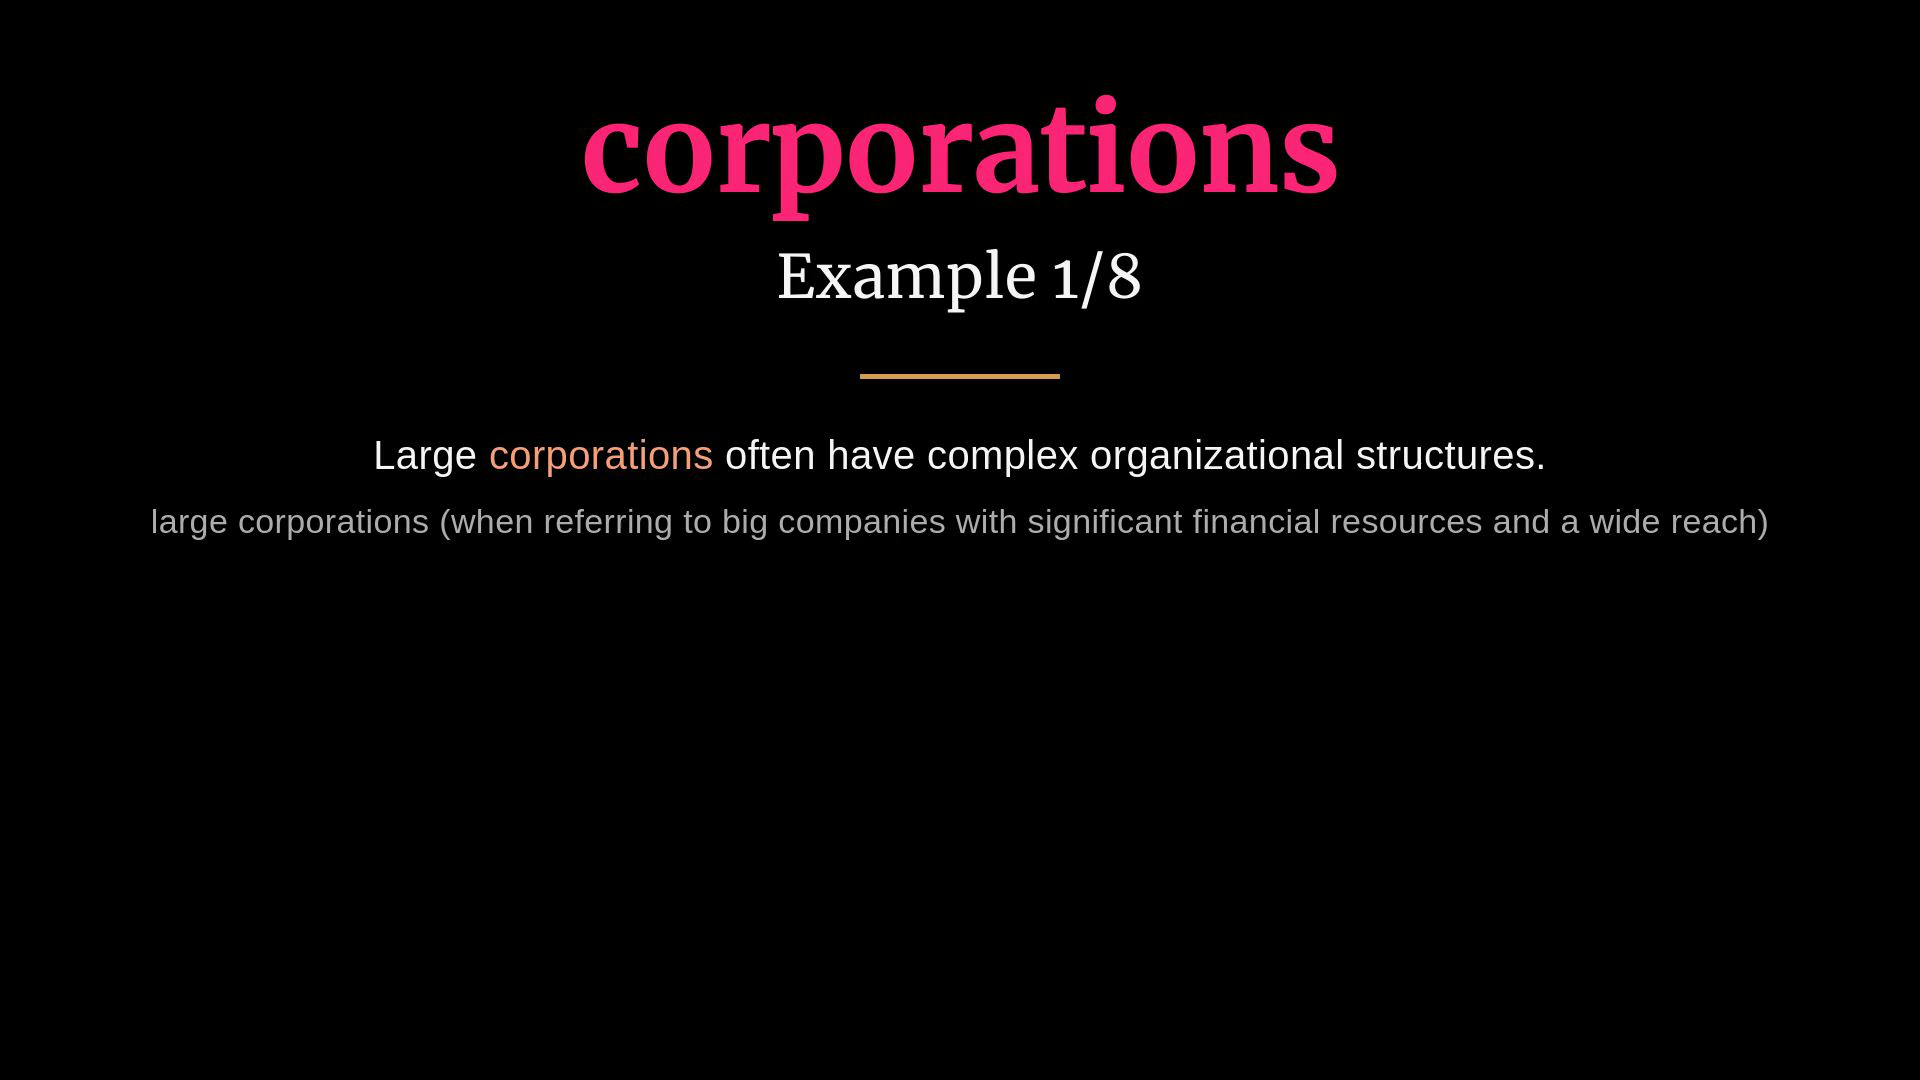 corporations
Example 1/8
Large corporations often have complex organizational structures.
large corporations (when referring to big companies with significant financial resources and a wide reach)